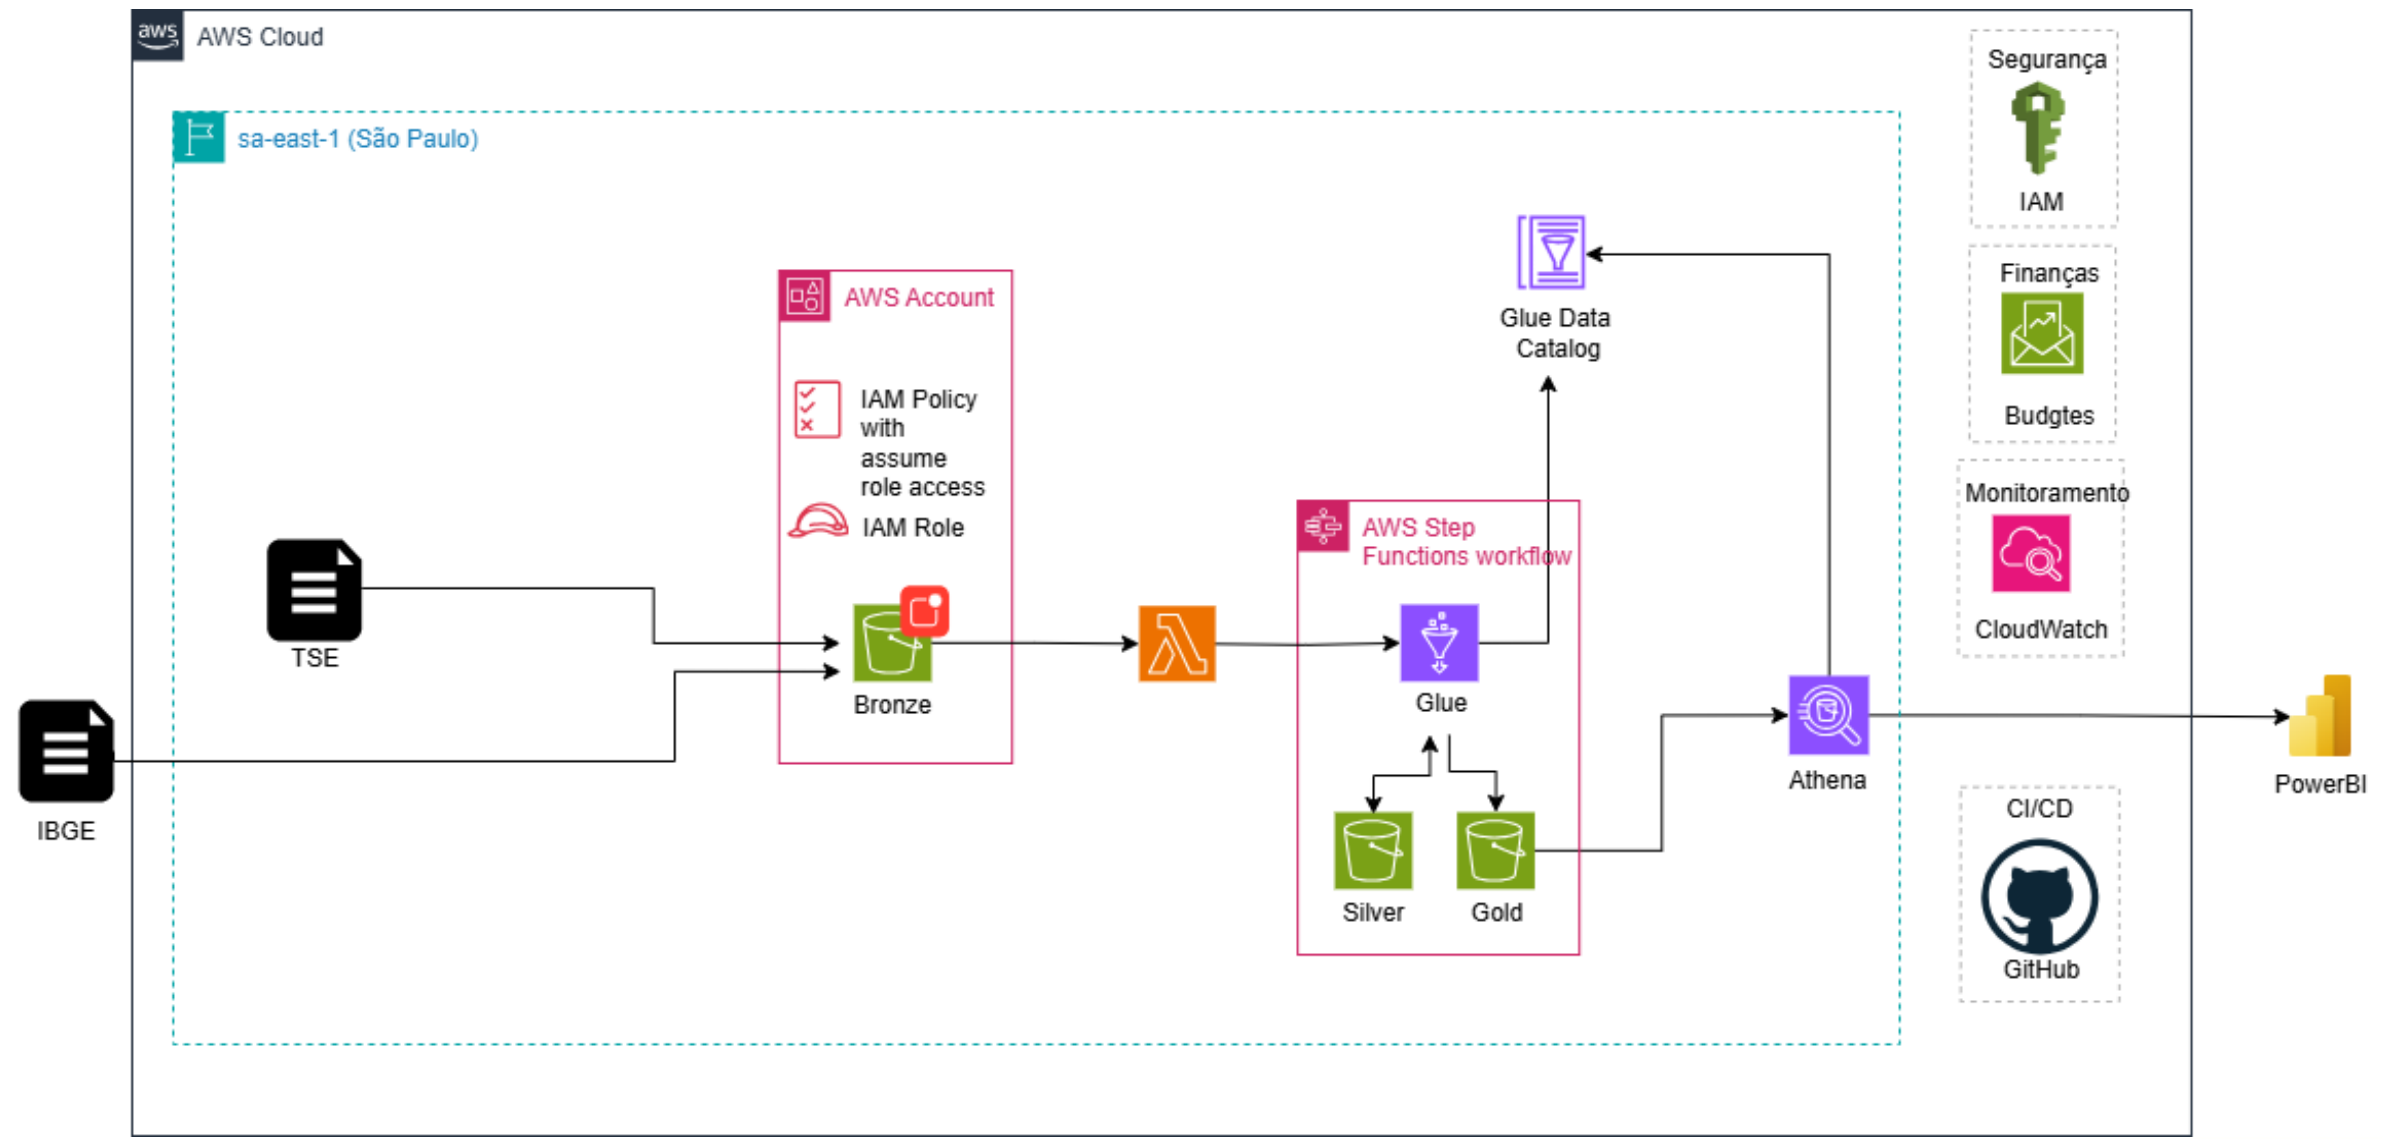 aws
AWS Cloud
sa-east-1 (São Paulo)
AWS Account
IAM Policy
with
assume
role access
IAM Role
Bronze
TSE
IBGE
AWS Step
Functions workflow
Glue
Silver
Gold
Glue Data
Catalog
Athena
Segurança
IAM
Finanças
Budgtes
Monitoramento
CloudWatch
CI/CD
GitHub
PowerBI